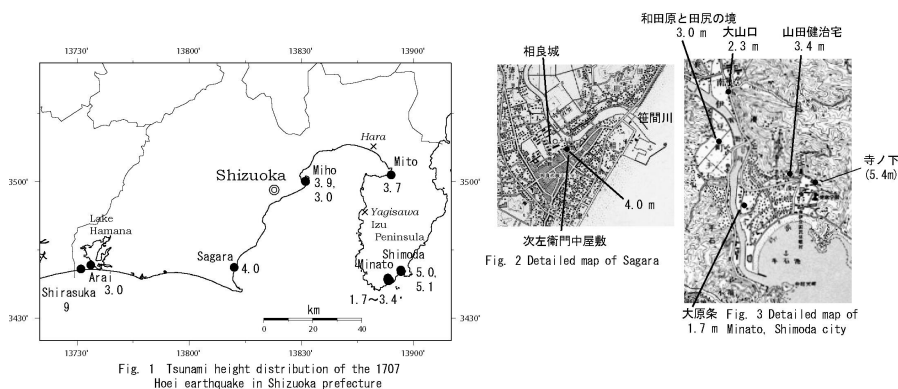 13730' 13800' 13830' 13900'
3500'
3430'
Hara
Mito
3.7
Shizuoka
Miho
3.9,
3.0
Yagisawa
Izu
Peninsula
Lake
Hamana
Sagara
4.0
Shimoda
5.0,
5.1
Minato
1.7～3.4
Arai
3.0
Shirasuka
9
km
0 20 40
Fig. 1 Tsunami height distribution of the 1707
Hoei earthquake in Shizuoka prefecture
相良城
笹間川
4.0 m
次左衛門中屋敷
Fig. 2 Detailed map of Sagara
和田原と田尻の境
3.0 m
大山口
2.3 m
山田健治宅
3.4 m
寺ノ下
(5.4m)
大原条
1.7 m
Fig. 3 Detailed map of
Minato, Shimoda city